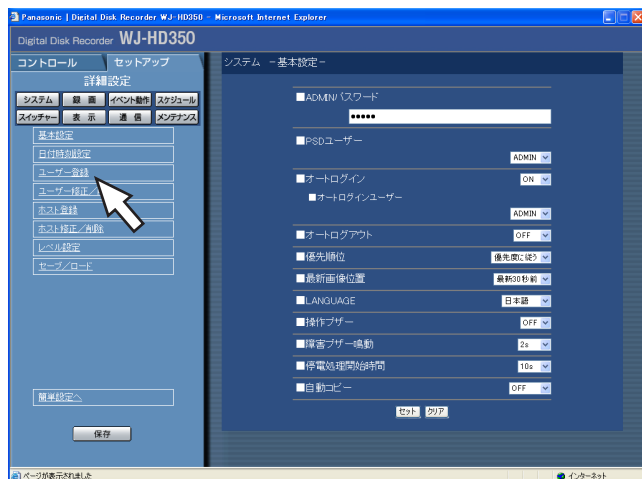 Panasonic | Digital Disk Recorder WJ-HD350 - Microsoft Internet Explorer
Digital Disk Recorder WJ-HD350
コントロール
セットアップ
詳細設定
システム 録画 イベント動作 スケジュール
スイッチャー 表示 通信 メンテナンス
基本設定
日付時刻設定
ユーザー登録
ユーザー修正/
ホスト登録
ホスト修正/削除
レベル設定
セーブ/ロード
簡単設定へ
保存
システム －基本設定－
■ADMINパスワード
●●●●●
■PSDユーザー
ADMIN
■オートログイン ON
■オートログインユーザー
ADMIN
■オートログアウト OFF
■優先順位 優先度に従う
■最新画像位置 最新30秒前
■LANGUAGE 日本語
■操作ブザー OFF
■障害ブザー鳴動 2s
■停電処理開始時間 10s
■自動コピー OFF
セット クリア
ページが表示されました
インターネット